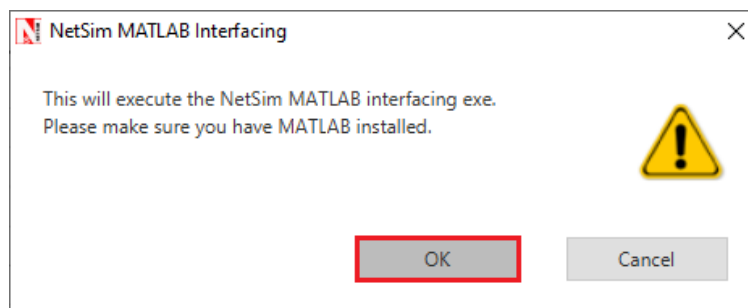 NetSim MATLAB Interfacing
This will execute the NetSim MATLAB interfacing exe.
Please make sure you have MATLAB installed.
OK
Cancel